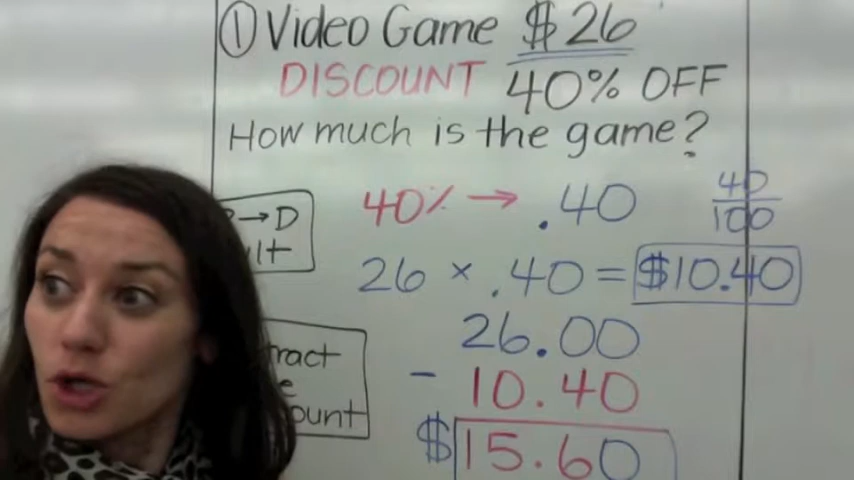 ① Video Game $26
DISCOUNT 40% OFF
How much is the game?
→D
40% → .40
40
100
26 × .40 = $10.40
26.00
- 10.40
$15.60